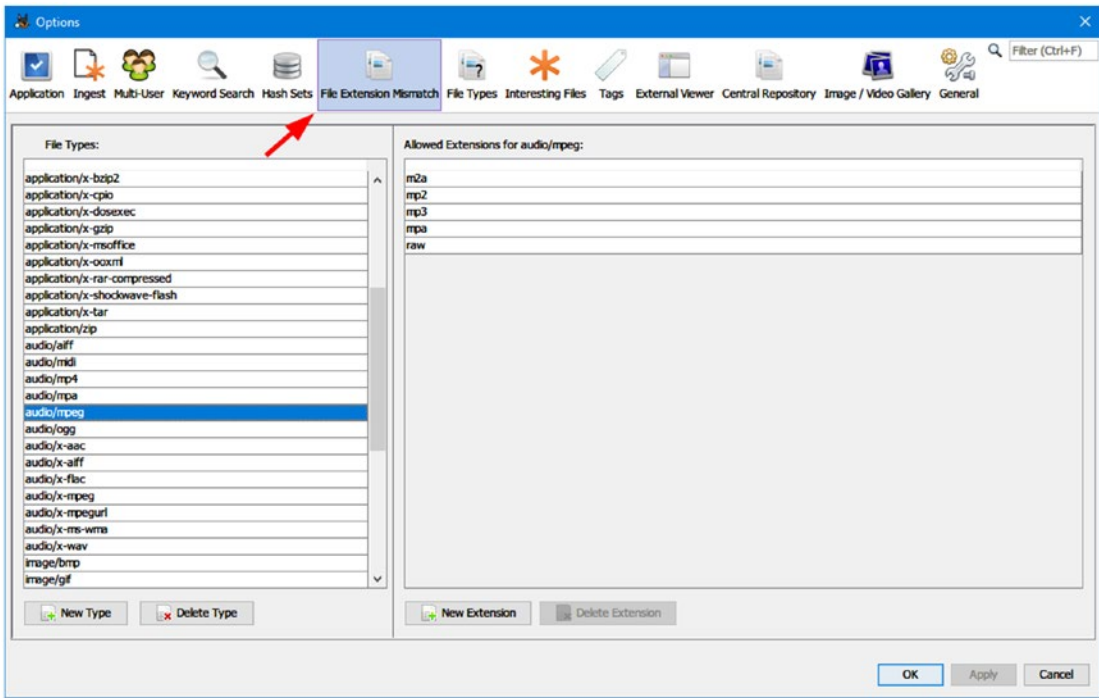 Options
Filter (Ctrl+F)
Application Ingest Multi-User Keyword Search Hash Sets File Extension Mismatch File Types Interesting Files Tags External Viewer Central Repository Image / Video Gallery General
File Types:
application/x-bzip2
application/x-cpio
application/x-dosexec
application/x-gzip
application/x-msoffice
application/x-ooxml
application/x-rar-compressed
application/x-shockwave-flash
application/x-tar
application/zip
audio/aiff
audio/midi
audio/mp4
audio/mpa
audio/mpeg
audio/ogg
audio/x-aac
audio/x-aiff
audio/x-flac
audio/x-mpeg
audio/x-mpegurl
audio/x-ms-wma
audio/x-wav
image/bmp
image/gif
New Type Delete Type
Allowed Extensions for audio/mpeg:
m2a
mp2
mp3
mpa
raw
New Extension Delete Extension
OK Apply Cancel